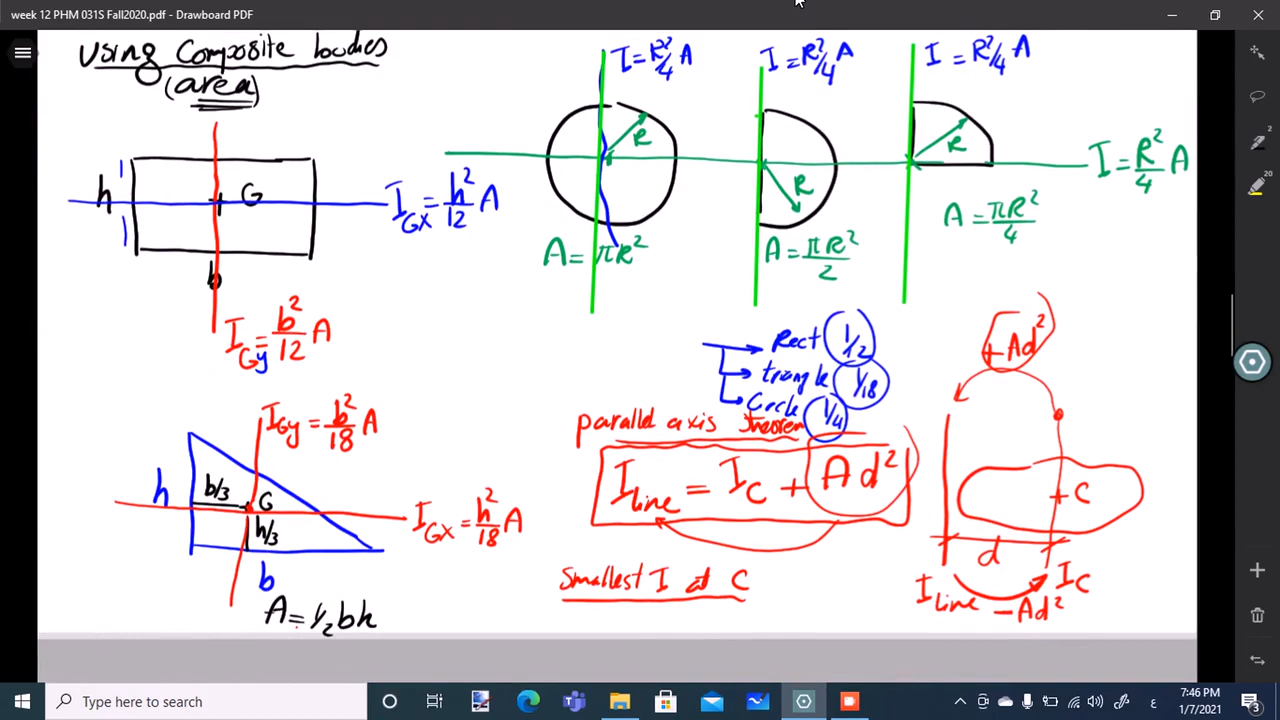 week 12 PHM 031S Fall2020.pdf - Drawboard PDF
Using Composite bodies
(area)
h
G
b
I_Gx = h²/12 A
I_Gy = b²/12 A
I = R²/4 A
I = R²/4 A
I = R²/4 A
R
R
R
I = R²/4 A
A = πR²
A = πR²/2
A = πR²/4
Rect 1/12
triangle 1/18
Circle 1/4
parallel axis theorem
I_line = I_C + Ad²
Smallest I at C
+Ad²
C
d
I_line
I_C
-Ad²
I_Gy = b²/18 A
h
b/3
G
h/3
I_Gx = h²/18 A
b
A = 1/2 bh
20
Type here to search
ع
7:46 PM
1/7/2021
3